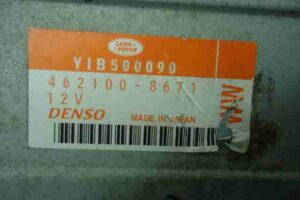 LAND ROVER
YIB500090
462100-8671
12V
DENSO MADE IN JAPAN